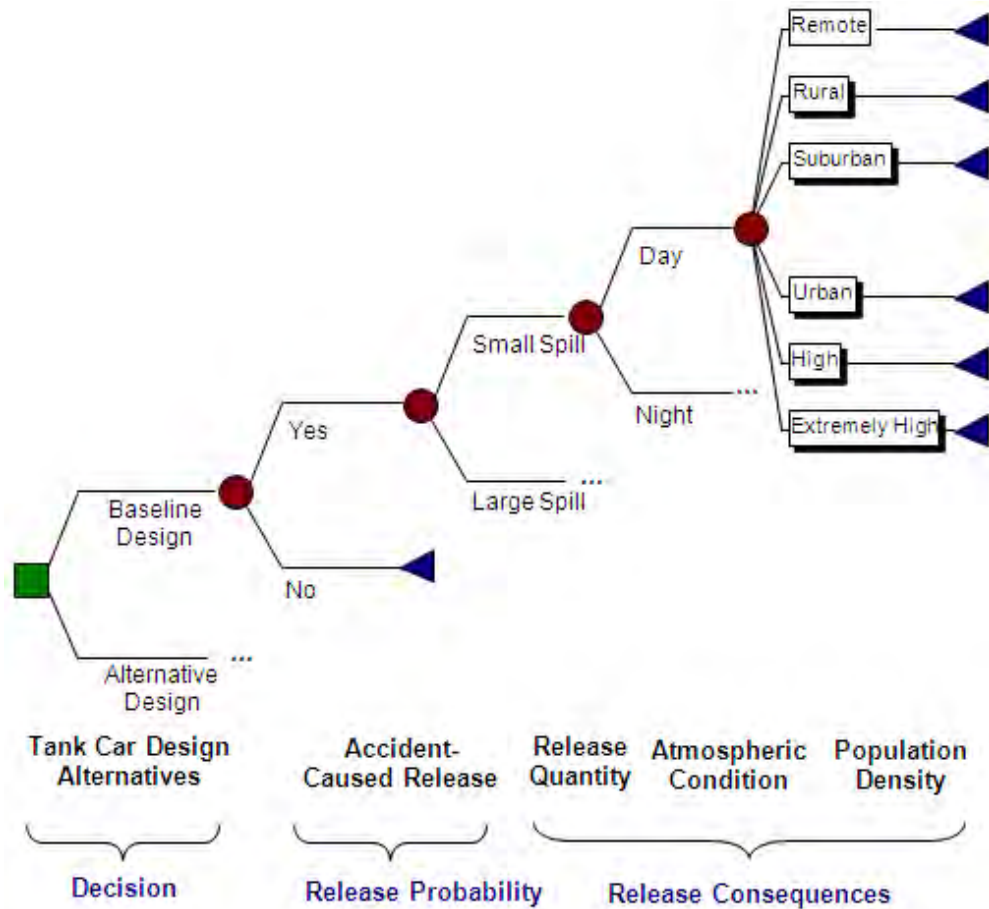 Remote
Rural
Suburban
Day
Urban
Small Spill
High
Night
Extremely High
Yes
Large Spill
...
...
Baseline
Design
No
Alternative
Design
...
Tank Car Design
Alternatives
Accident-
Caused Release
Release
Quantity
Atmospheric
Condition
Population
Density
Decision
Release Probability
Release Consequences